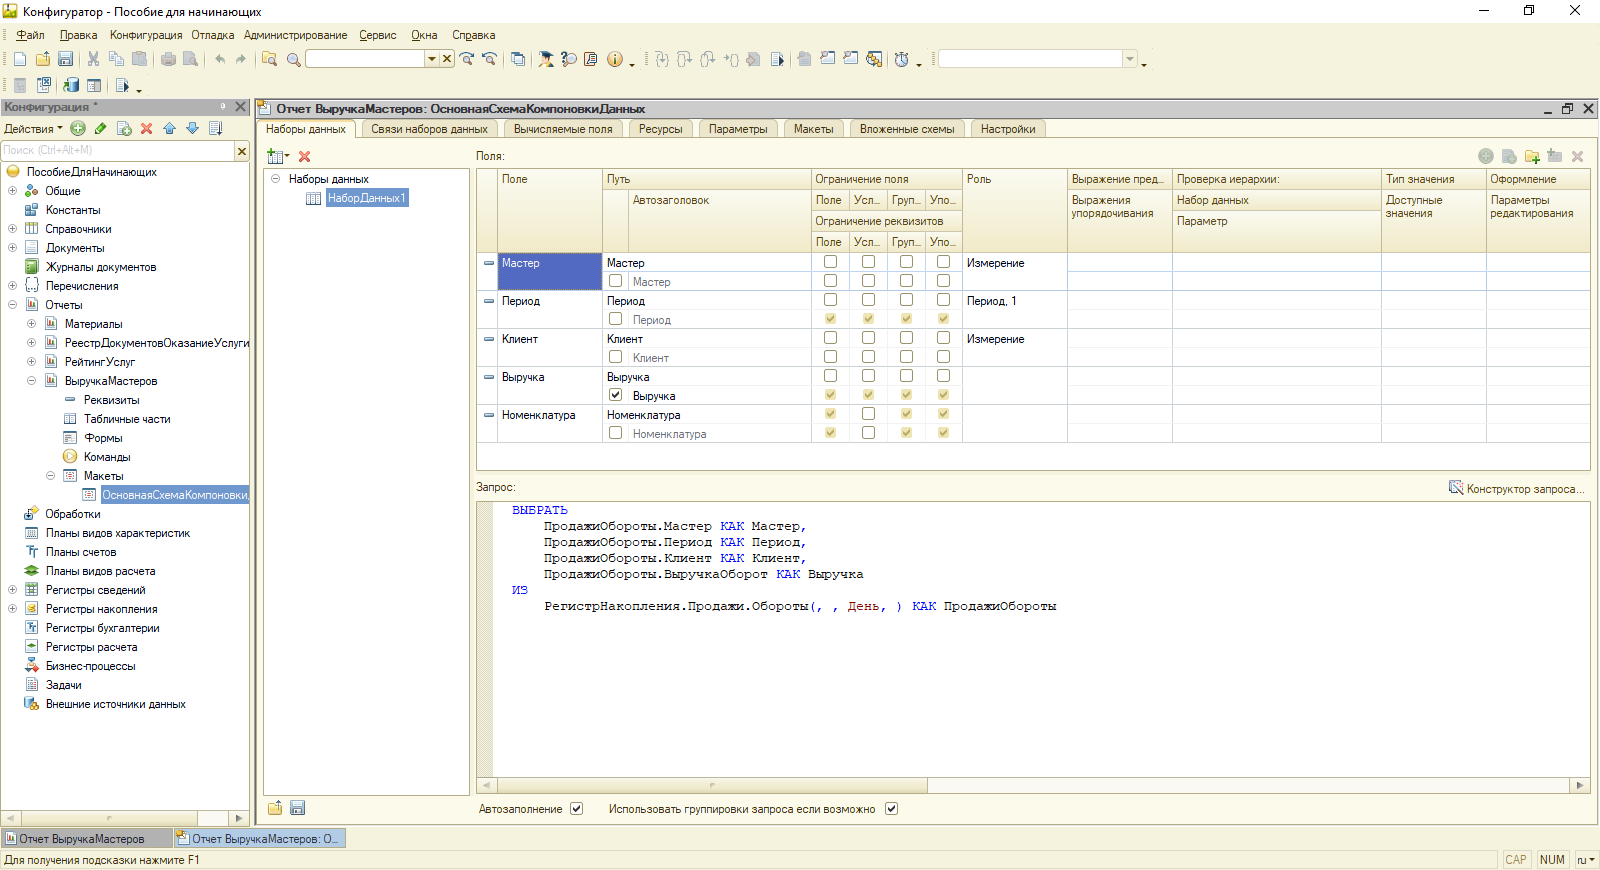 Конфигуратор - Пособие для начинающих
Файл Правка Конфигурация Отладка Администрирование Сервис Окна Справка
Конфигурация *
Действия
Поиск (Ctrl+Alt+M)
ПособиеДляНачинающих
Общие
Константы
Справочники
Документы
Журналы документов
Перечисления
Отчеты
Материалы
РеестрДокументовОказаниеУслуги
РейтингУслуг
ВыручкаМастеров
Реквизиты
Табличные части
Формы
Команды
Макеты
ОсновнаяСхемаКомпоновки
Обработки
Планы видов характеристик
Планы счетов
Планы видов расчета
Регистры сведений
Регистры накопления
Регистры бухгалтерии
Регистры расчета
Бизнес-процессы
Задачи
Внешние источники данных
Отчет ВыручкаМастеров: ОсновнаяСхемаКомпоновкиДанных
Наборы данных Связи наборов данных Вычисляемые поля Ресурсы Параметры Макеты Вложенные схемы Настройки
Наборы данных
НаборДанных1
Поля:
Поле Путь Ограничение поля Роль Выражение пред... Проверка иерархии: Тип значения Оформление
Автозаголовок Поле Усл... Груп... Упо... Выражения упорядочивания Набор данных Доступные значения Параметры редактирования
Ограничение реквизитов Параметр
Поле Усл... Груп... Упо...
Мастер Мастер Измерение
Мастер
Период Период Период, 1
Период
Клиент Клиент Измерение
Клиент
Выручка Выручка
Выручка
Номенклатура Номенклатура
Номенклатура
Запрос: Конструктор запроса...
ВЫБРАТЬ
ПродажиОбороты.Мастер КАК Мастер,
ПродажиОбороты.Период КАК Период,
ПродажиОбороты.Клиент КАК Клиент,
ПродажиОбороты.ВыручкаОборот КАК Выручка
ИЗ
РегистрНакопления.Продажи.Обороты(, , День, ) КАК ПродажиОбороты
Автозаполнение Использовать группировки запроса если возможно
Отчет ВыручкаМастеров Отчет ВыручкаМастеров: О...
Для получения подсказки нажмите F1 CAP NUM ru